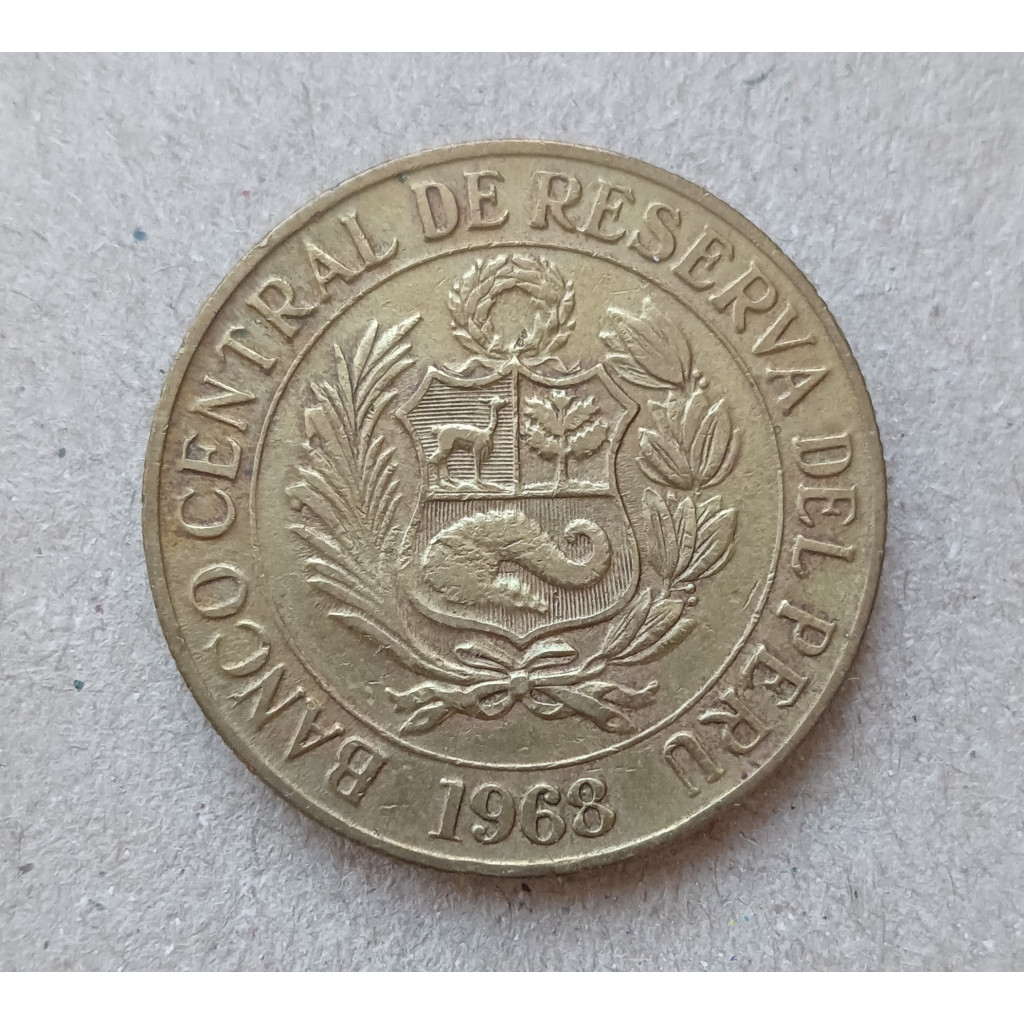 BANCO CENTRAL DE RESERVA DEL PERU
1968